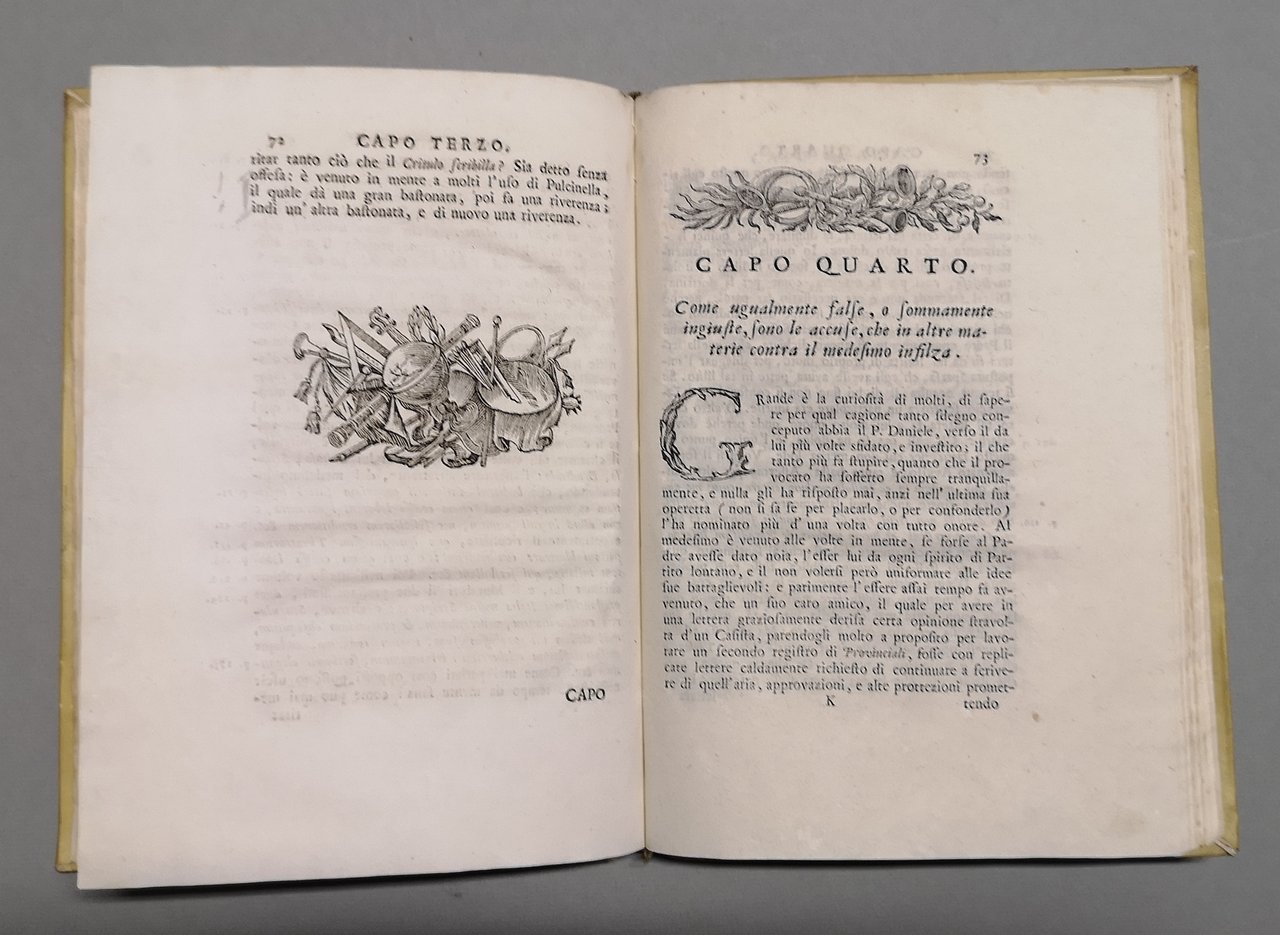 72 CAPO TERZO.
ritar tanto ciò che il Critulo ſcribilla? Sia detto ſenza
offeſa: è venuto in mente a molti l'uſo di Pulcinella,
il quale dà una gran baſtonata, poi fa una riverenza;
indi un'altra baſtonata, e di nuovo una riverenza.
CAPO
73
CAPO QUARTO.
Come ugualmente falſe, o ſommamente
ingiuſte, ſono le accuſe, che in altre ma-
terie contra il medeſimo infilza.
GRande è la curioſità di molti, di ſape-
re per qual cagione tanto ſdegno con-
ceputo abbia il P. Daniele, verſo il da
lui più volte sfidato, e inveſtito; il che
tanto più fa ſtupire, quanto che il pro-
vocato ha ſofferto ſempre tranquilla-
mente, e nulla gli ha riſpoſto mai, anzi nell' ultima ſua
operetta ( non ſi ſa ſe per placarlo, o per confonderlo )
l'ha nominato più d' una volta con tutto onore. Al
medeſimo è venuto alle volte in mente, ſe forſe al Pa-
dre aveſſe dato noia, l'eſſer lui da ogni ſpirito di Par-
tito lontano, e il non volerſi però uniformare alle idee
ſue battaglievoli: e parimente l'eſſere aſſai tempo fa av-
venuto, che un ſuo caro amico, il quale per avere in
una lettera grazioſamente deriſa certa opinione ſtravol-
ta d'un Caſiſta, parendogli molto a propoſito per lavo-
rare un ſecondo regiſtro di Provinciali, foſſe con repli-
cate lettere caldamente richieſto di continuare a ſcrive-
re di quell'aria, approvazioni, e alte protezioni promet-
K tendo